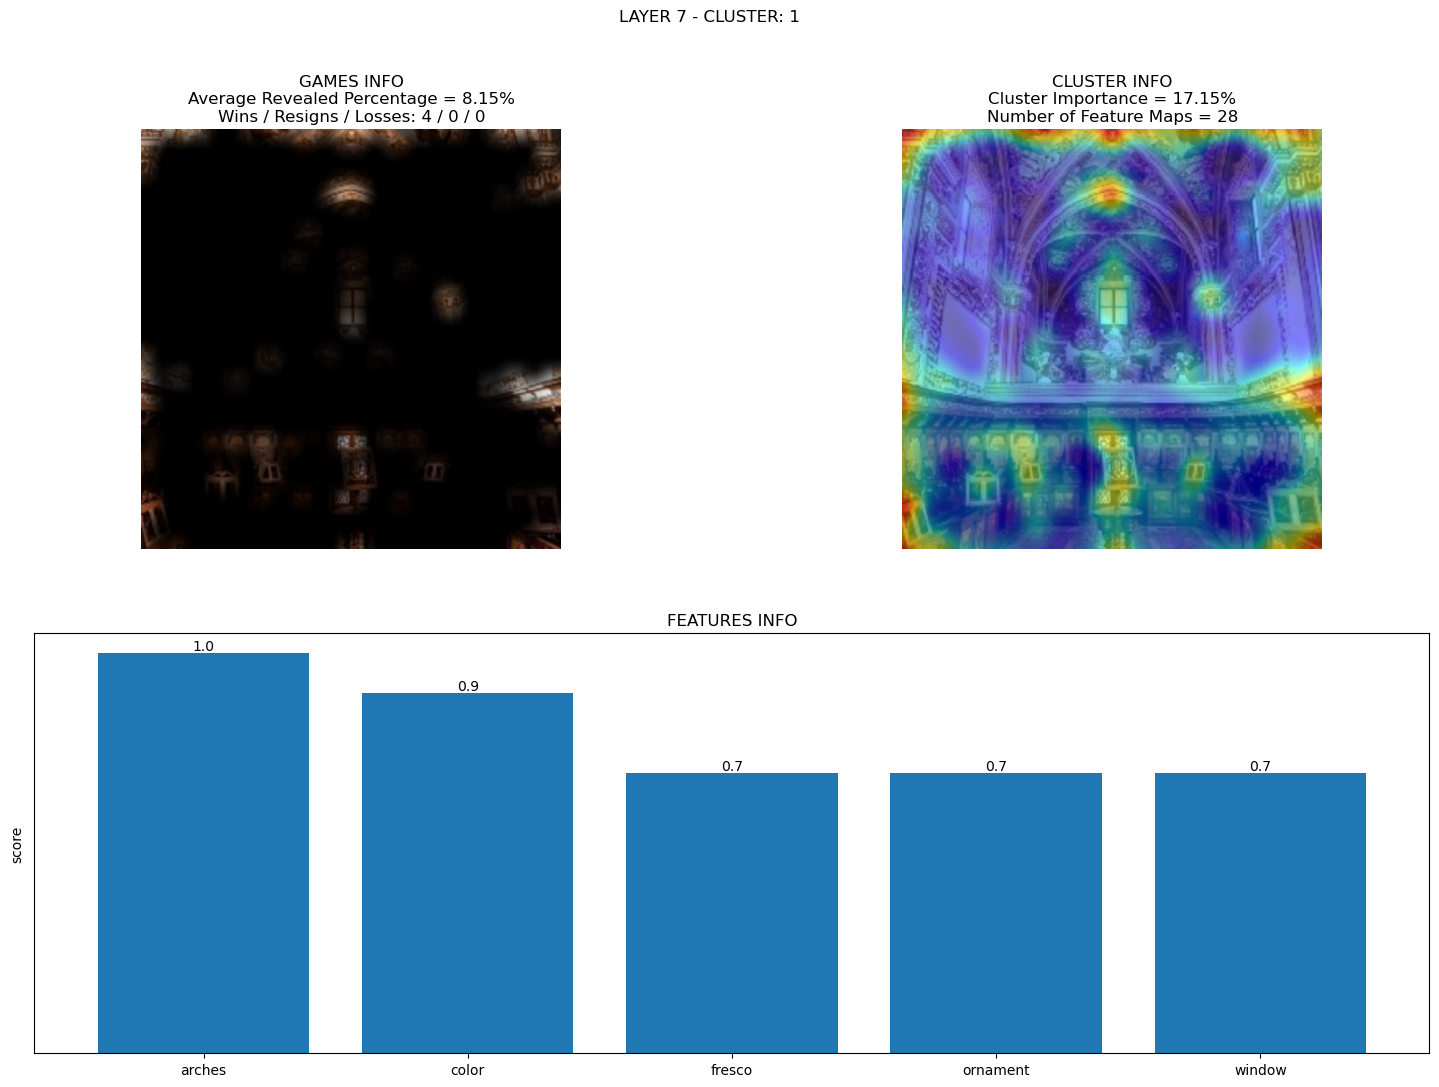 LAYER 7 - CLUSTER: 1
GAMES INFO
Average Revealed Percentage = 8.15%
Wins / Resigns / Losses: 4 / 0 / 0
CLUSTER INFO
Cluster Importance = 17.15%
Number of Feature Maps = 28
FEATURES INFO
1.0
0.9
0.7
0.7
0.7
score
arches
color
fresco
ornament
window